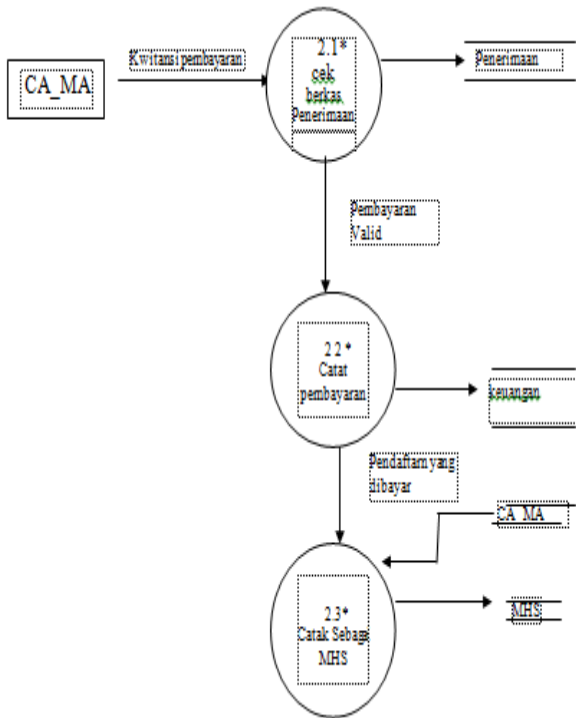 CA_MA
Kwitansi pembayaran
2.1*
cek
berkas
Penerimaan
Penerimaan
Pembayaran
Valid
2.2 *
Catat
pembayaran
keuangan
Pendaftarn yang
dibayar
CA_MA
2.3*
Catak Sebaga
MHS
MHS